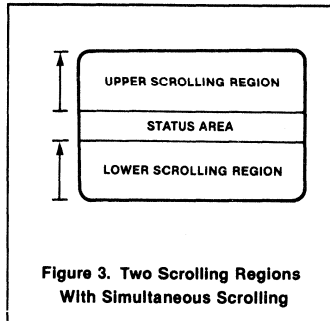 UPPER SCROLLING REGION
STATUS AREA
LOWER SCROLLING REGION
Figure 3. Two Scrolling Regions
With Simultaneous Scrolling